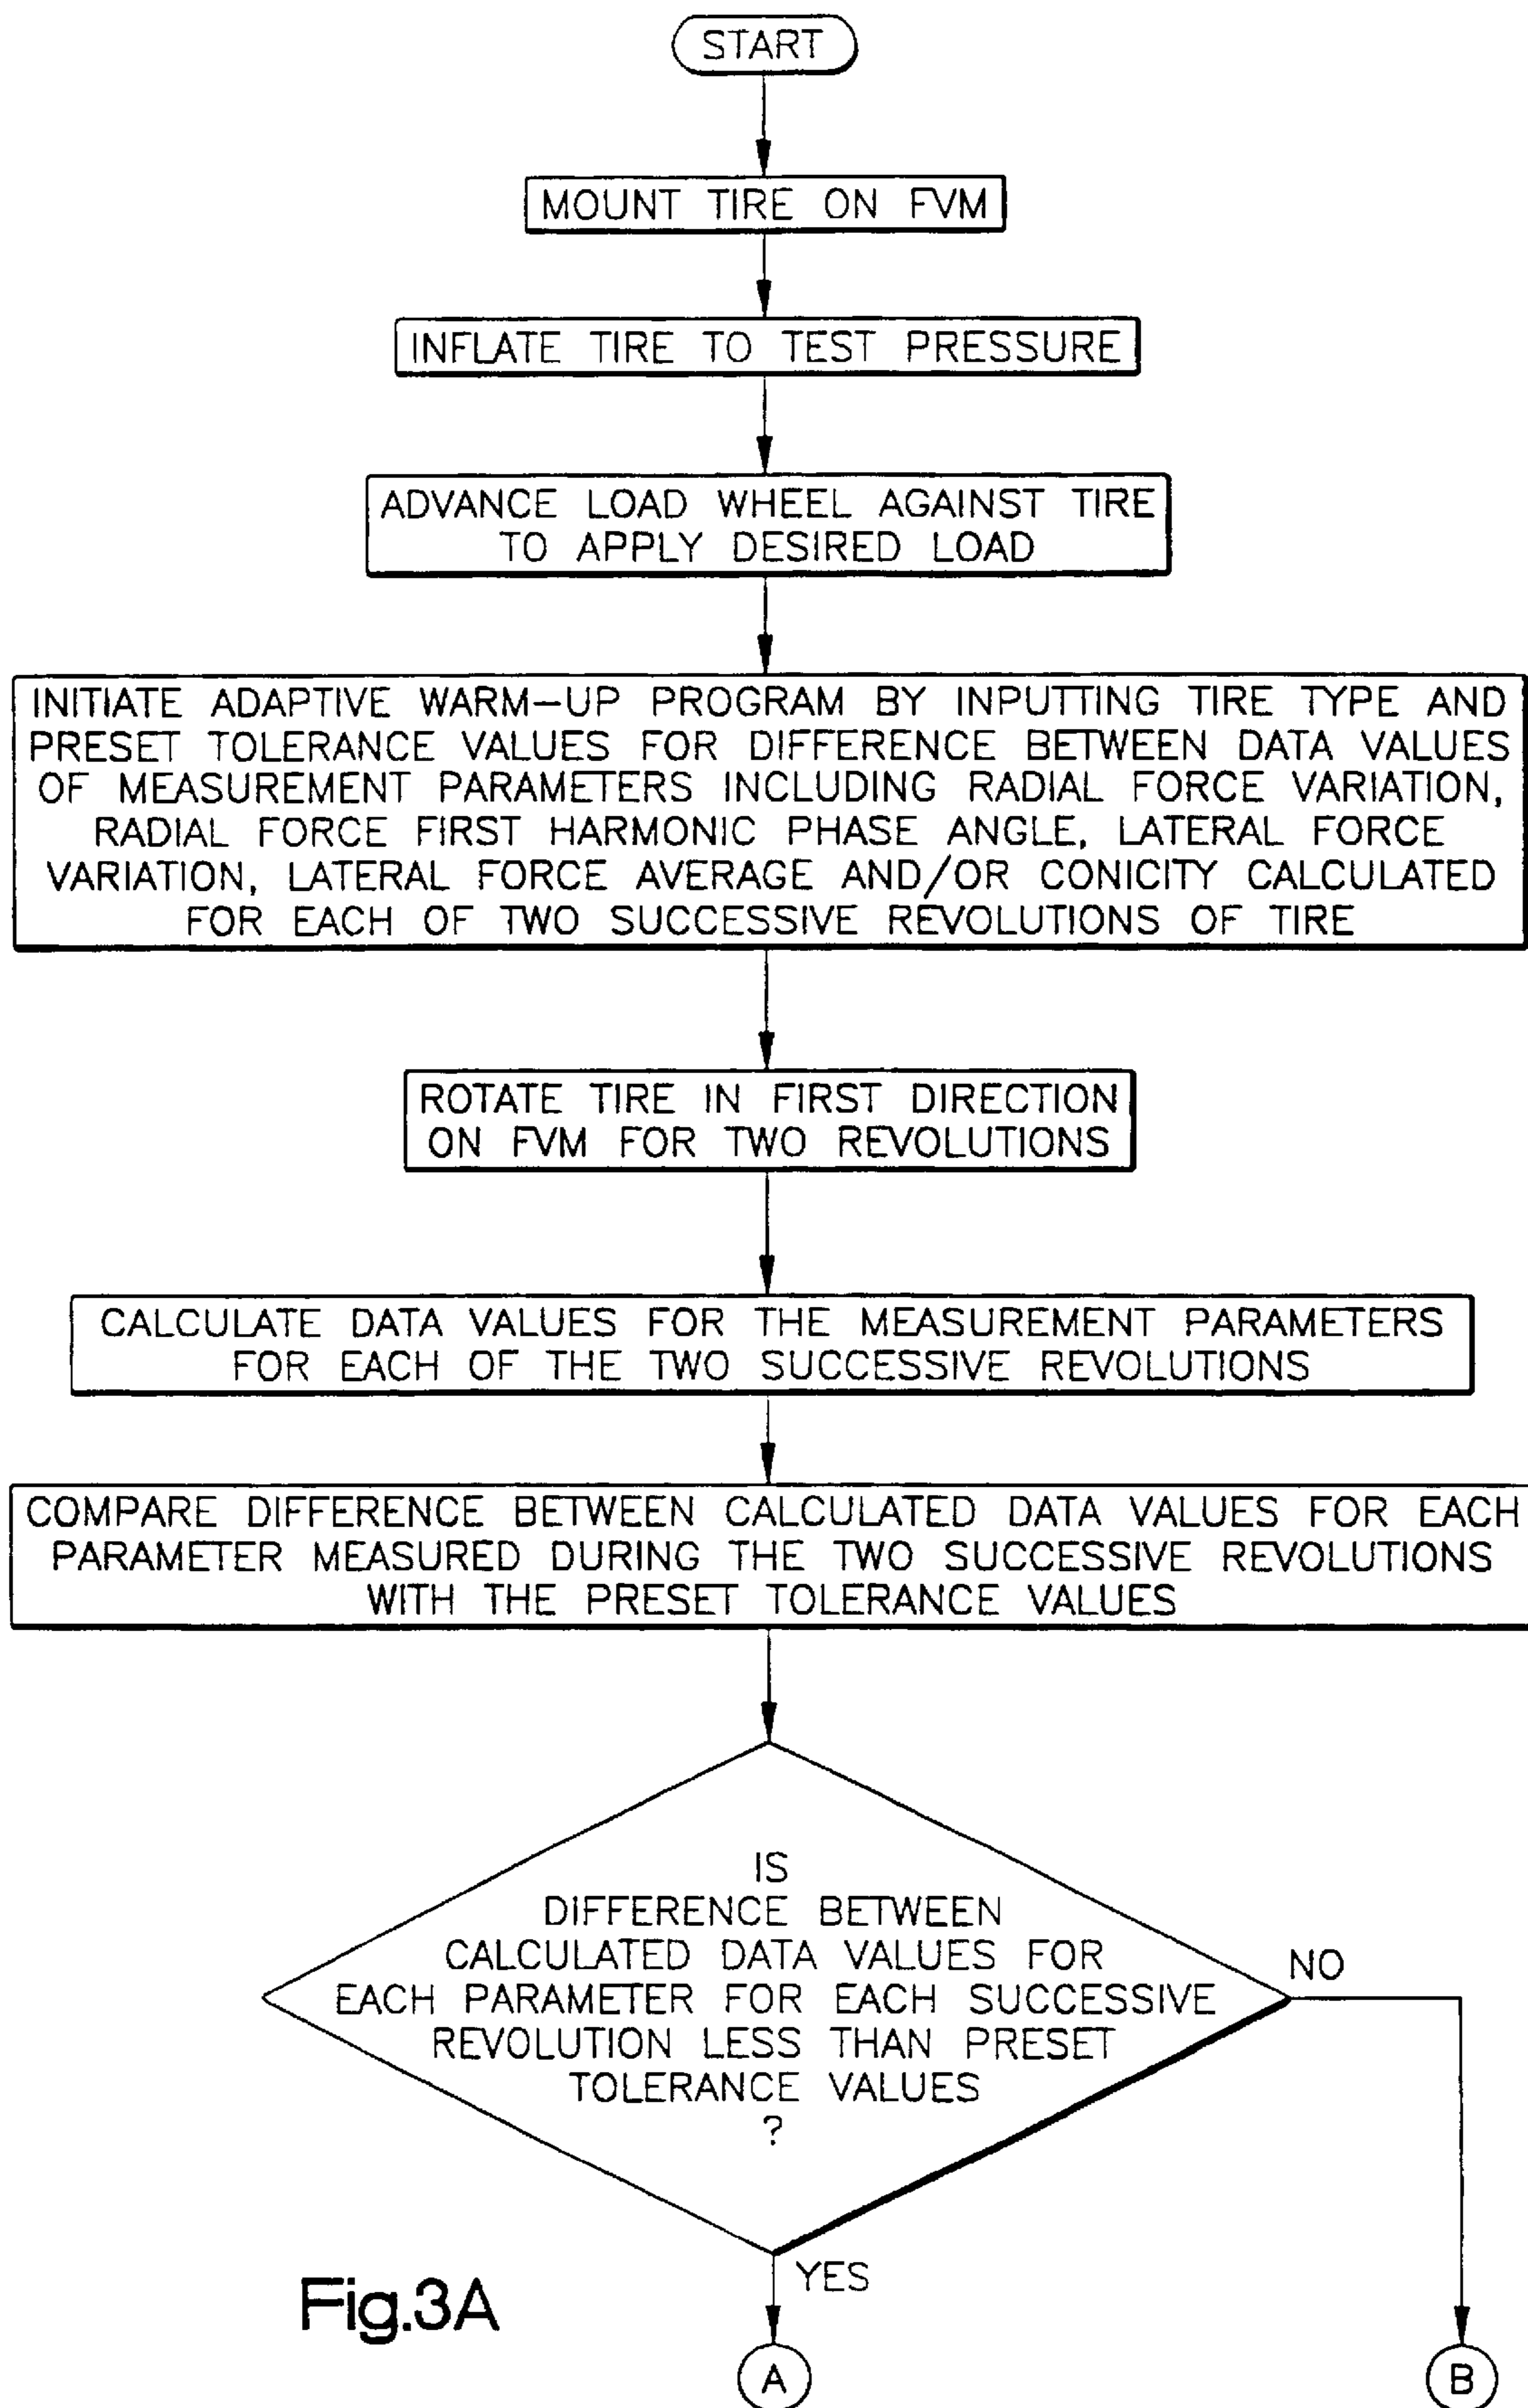 START
MOUNT TIRE ON FVM
INFLATE TIRE TO TEST PRESSURE
ADVANCE LOAD WHEEL AGAINST TIRE
TO APPLY DESIRED LOAD
INITIATE ADAPTIVE WARM-UP PROGRAM BY INPUTTING TIRE TYPE AND
PRESET TOLERANCE VALUES FOR DIFFERENCE BETWEEN DATA VALUES
OF MEASUREMENT PARAMETERS INCLUDING RADIAL FORCE VARIATION,
RADIAL FORCE FIRST HARMONIC PHASE ANGLE, LATERAL FORCE
VARIATION, LATERAL FORCE AVERAGE AND/OR CONICITY CALCULATED
FOR EACH OF TWO SUCCESSIVE REVOLUTIONS OF TIRE
ROTATE TIRE IN FIRST DIRECTION
ON FVM FOR TWO REVOLUTIONS
CALCULATE DATA VALUES FOR THE MEASUREMENT PARAMETERS
FOR EACH OF THE TWO SUCCESSIVE REVOLUTIONS
COMPARE DIFFERENCE BETWEEN CALCULATED DATA VALUES FOR EACH
PARAMETER MEASURED DURING THE TWO SUCCESSIVE REVOLUTIONS
WITH THE PRESET TOLERANCE VALUES
IS
DIFFERENCE BETWEEN
CALCULATED DATA VALUES FOR
EACH PARAMETER FOR EACH SUCCESSIVE
REVOLUTION LESS THAN PRESET
TOLERANCE VALUES
?
NO
YES
Fig.3A
A
B